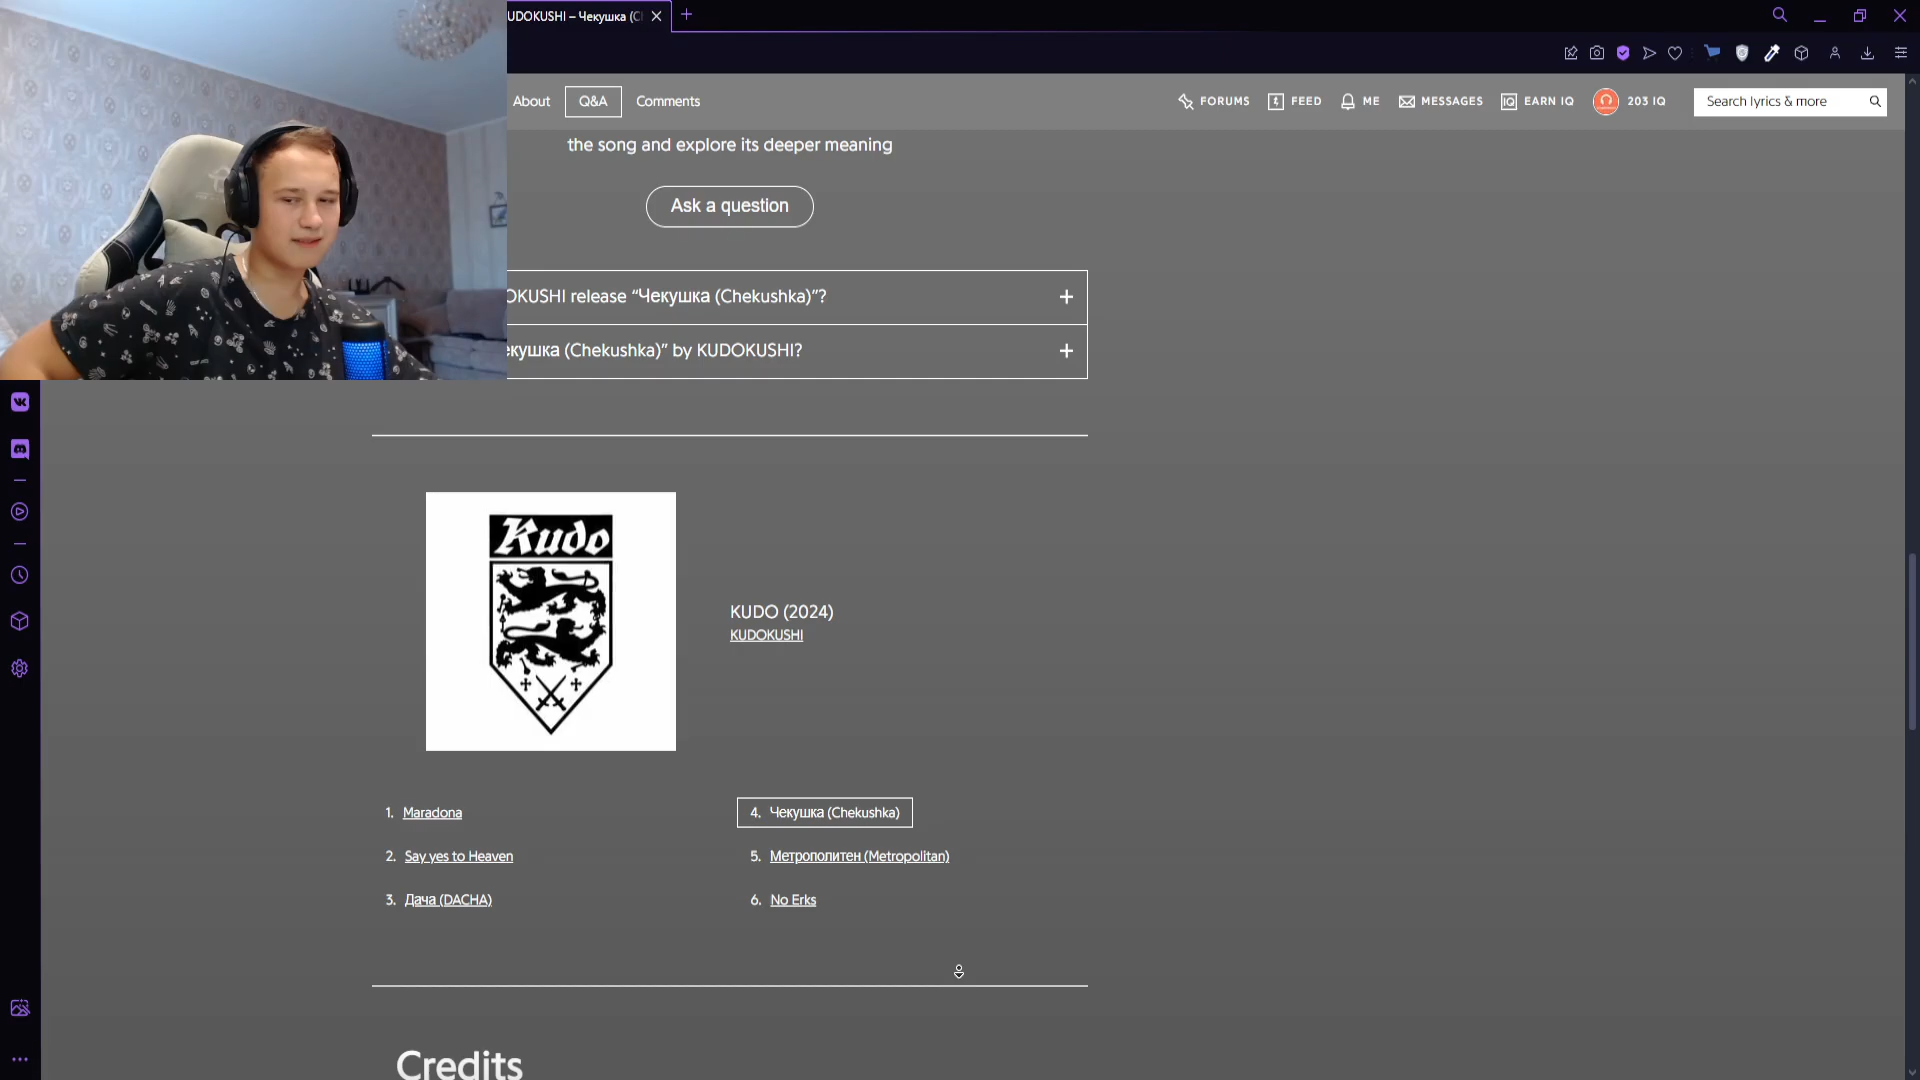 UDOKUSHI – Чекушка (C
About
Q&A
Comments
FORUMS
FEED
ME
MESSAGES
EARN IQ
203 IQ
Search lyrics & more
the song and explore its deeper meaning
Ask a question
OKUSHI release “Чекушка (Chekushka)”?
екушка (Chekushka)” by KUDOKUSHI?
Kudo
KUDO (2024)
KUDOKUSHI
1. Maradona
2. Say yes to Heaven
3. Дача (DACHA)
4. Чекушка (Chekushka)
5. Метрополитен (Metropolitan)
6. No Erks
Credits